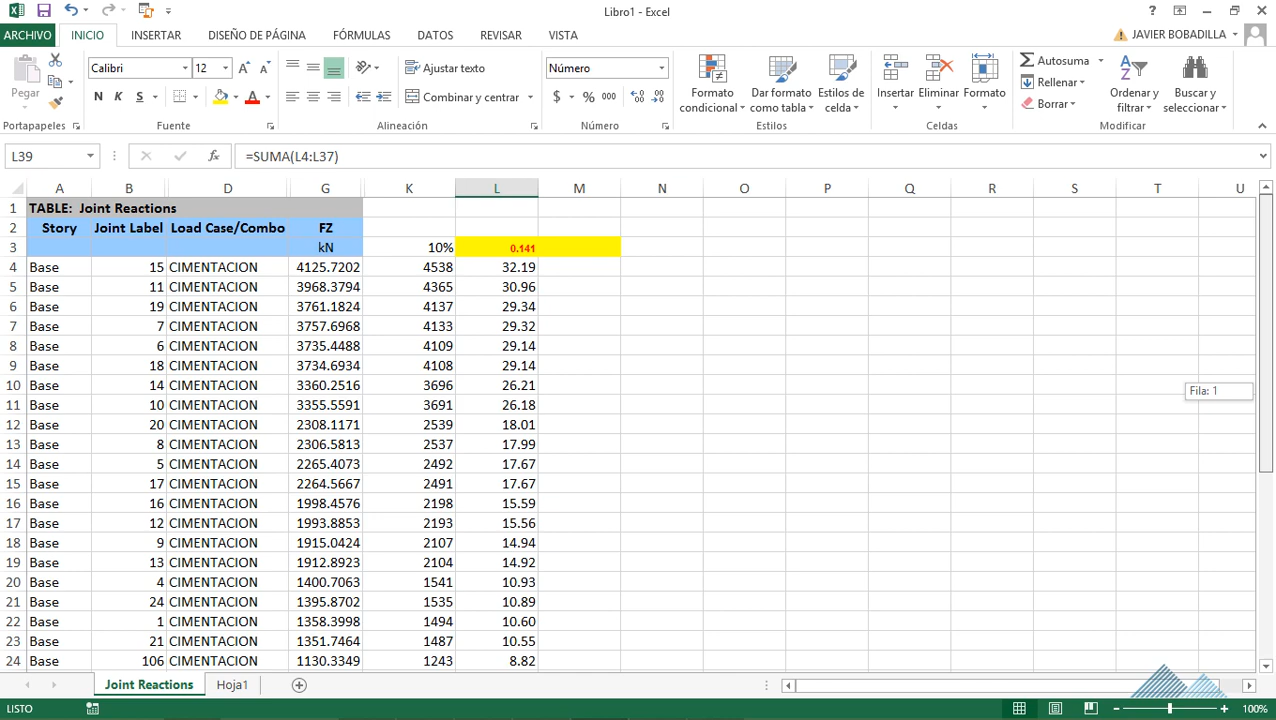 Libro1 - Excel
ARCHIVO INICIO INSERTAR DISEÑO DE PÁGINA FÓRMULAS DATOS REVISAR VISTA JAVIER BOBADILLA
Pegar Calibri 12 Ajustar texto Número Formato condicional Dar formato como tabla Estilos de celda Insertar Eliminar Formato Autosuma Rellenar Borrar Ordenar y filtrar Buscar y seleccionar
N K S Combinar y centrar $ % 000
Portapapeles Fuente Alineación Número Estilos Celdas Modificar
L39 fx =SUMA(L4:L37)
A B D G K L M N O P Q R S T U
1 TABLE: Joint Reactions
2 Story Joint Label Load Case/Combo FZ
3 kN 10% 0.141
4 Base 15 CIMENTACION 4125.7202 4538 32.19
5 Base 11 CIMENTACION 3968.3794 4365 30.96
6 Base 19 CIMENTACION 3761.1824 4137 29.34
7 Base 7 CIMENTACION 3757.6968 4133 29.32
8 Base 6 CIMENTACION 3735.4488 4109 29.14
9 Base 18 CIMENTACION 3734.6934 4108 29.14
10 Base 14 CIMENTACION 3360.2516 3696 26.21
Fila: 1
11 Base 10 CIMENTACION 3355.5591 3691 26.18
12 Base 20 CIMENTACION 2308.1171 2539 18.01
13 Base 8 CIMENTACION 2306.5813 2537 17.99
14 Base 5 CIMENTACION 2265.4073 2492 17.67
15 Base 17 CIMENTACION 2264.5667 2491 17.67
16 Base 16 CIMENTACION 1998.4576 2198 15.59
17 Base 12 CIMENTACION 1993.8853 2193 15.56
18 Base 9 CIMENTACION 1915.0424 2107 14.94
19 Base 13 CIMENTACION 1912.8923 2104 14.92
20 Base 4 CIMENTACION 1400.7063 1541 10.93
21 Base 24 CIMENTACION 1395.8702 1535 10.89
22 Base 1 CIMENTACION 1358.3998 1494 10.60
23 Base 21 CIMENTACION 1351.7464 1487 10.55
24 Base 106 CIMENTACION 1130.3349 1243 8.82
Joint Reactions Hoja1
LISTO 100%